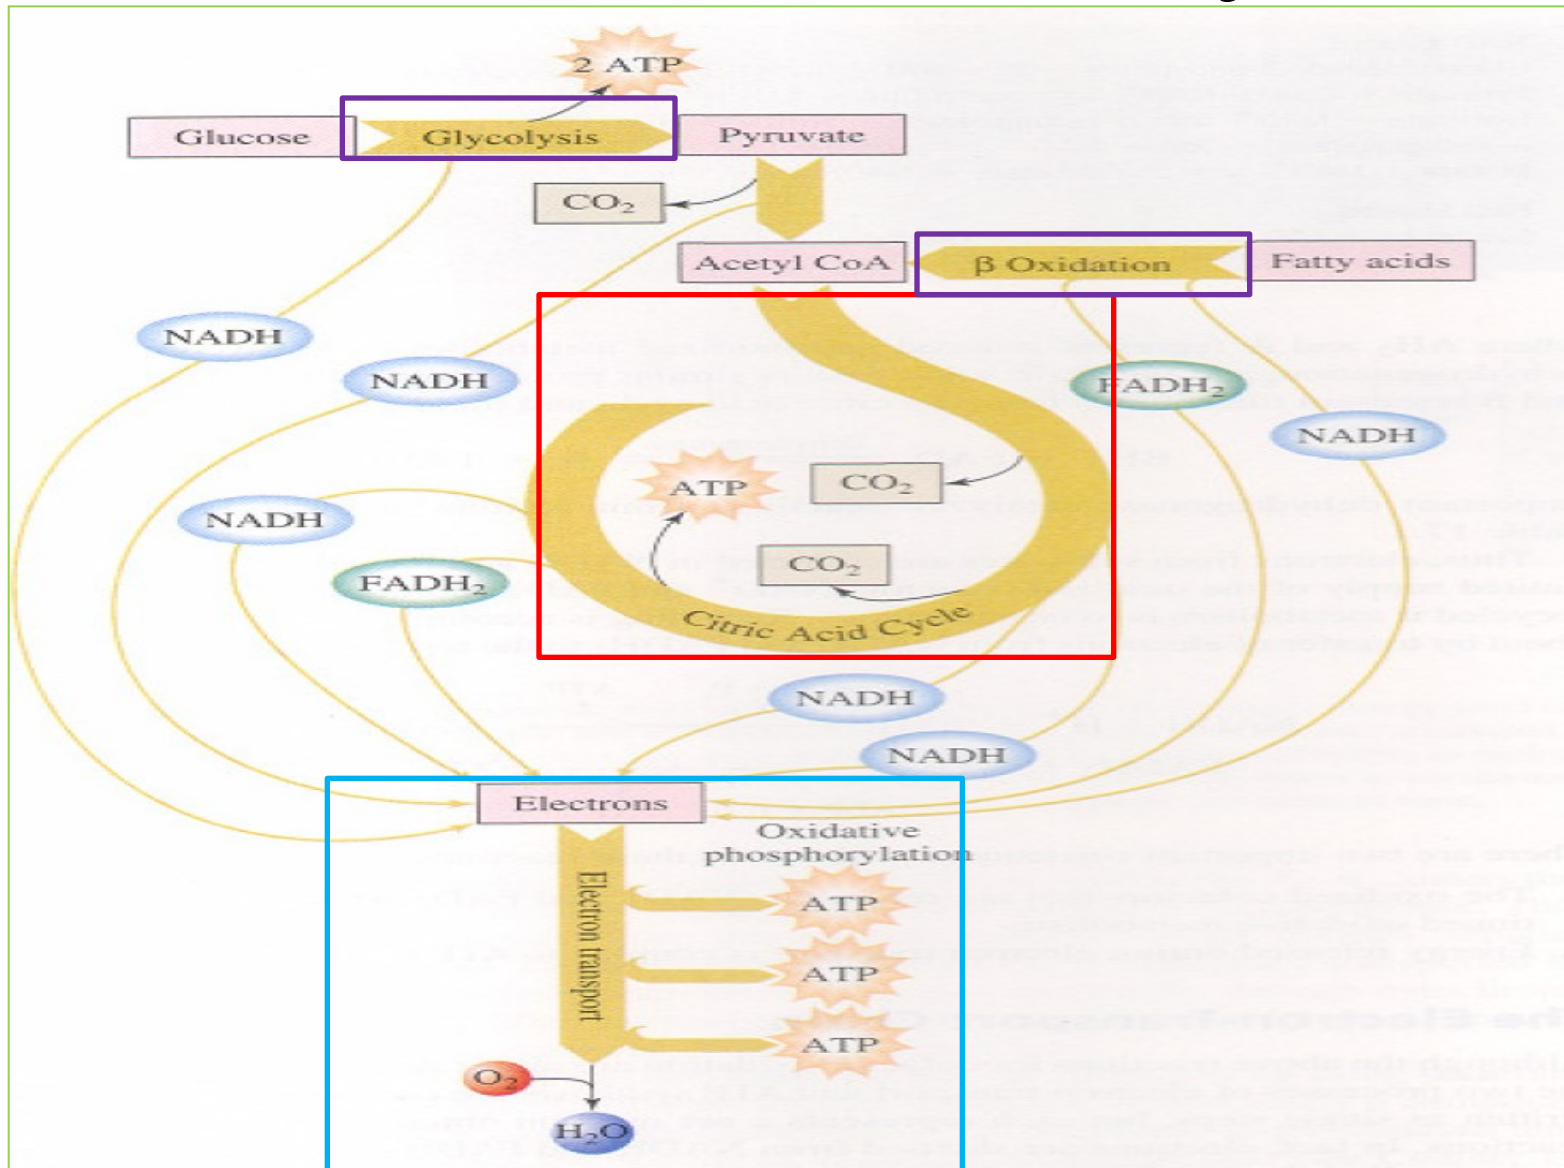 2 ATP
Glucose
Glycolysis
Pyruvate
CO₂
Acetyl CoA
β Oxidation
Fatty acids
NADH
NADH
FADH₂
NADH
ATP
CO₂
NADH
CO₂
FADH₂
Citric Acid Cycle
NADH
NADH
Electrons
Oxidative
phosphorylation
Electron transport
ATP
ATP
ATP
O₂
H₂O